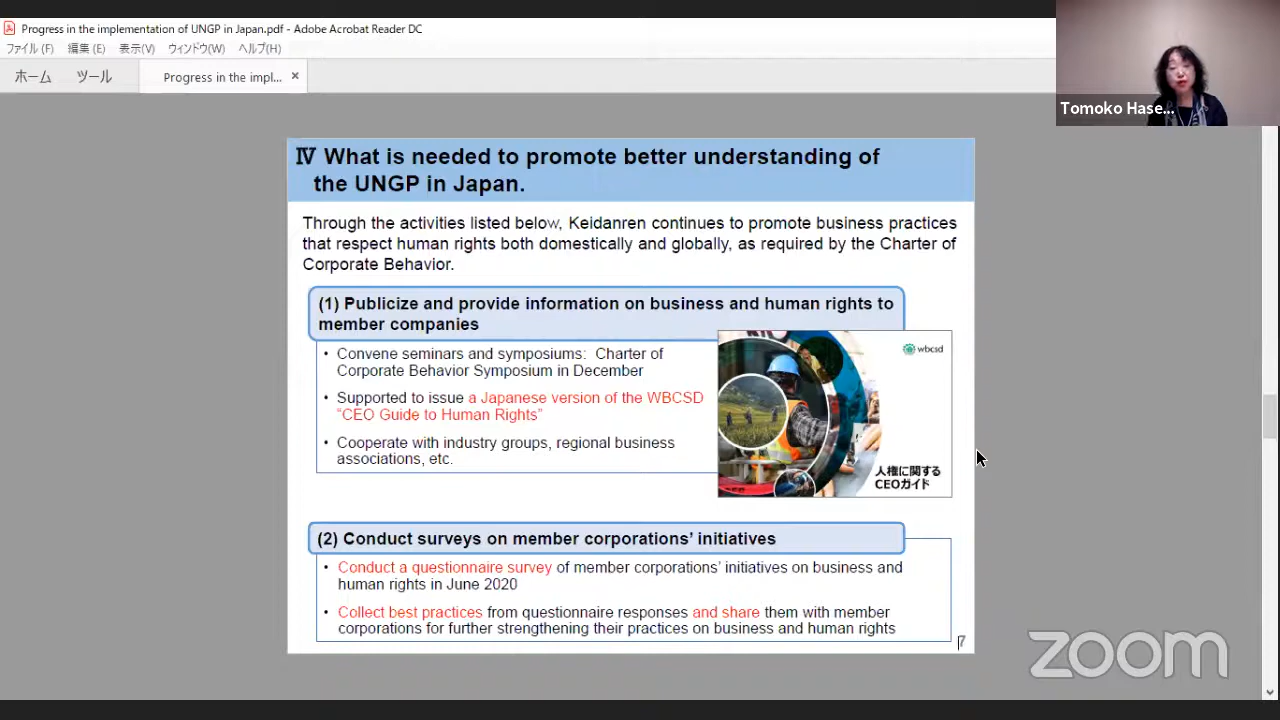 Progress in the implementation of UNGP in Japan.pdf - Adobe Acrobat Reader DC
ファイル(F) 編集(E) 表示(V) ウィンドウ(W) ヘルプ(H)
ホーム ツール Progress in the impl... ×
Tomoko Hase...
Ⅳ What is needed to promote better understanding of
the UNGP in Japan.
Through the activities listed below, Keidanren continues to promote business practices
that respect human rights both domestically and globally, as required by the Charter of
Corporate Behavior.
(1) Publicize and provide information on business and human rights to
member companies
• Convene seminars and symposiums: Charter of
Corporate Behavior Symposium in December
• Supported to issue a Japanese version of the WBCSD
“CEO Guide to Human Rights”
• Cooperate with industry groups, regional business
associations, etc.
wbcsd
人権に関する
CEOガイド
(2) Conduct surveys on member corporations’ initiatives
• Conduct a questionnaire survey of member corporations’ initiatives on business and
human rights in June 2020
• Collect best practices from questionnaire responses and share them with member
corporations for further strengthening their practices on business and human rights
7
zoom